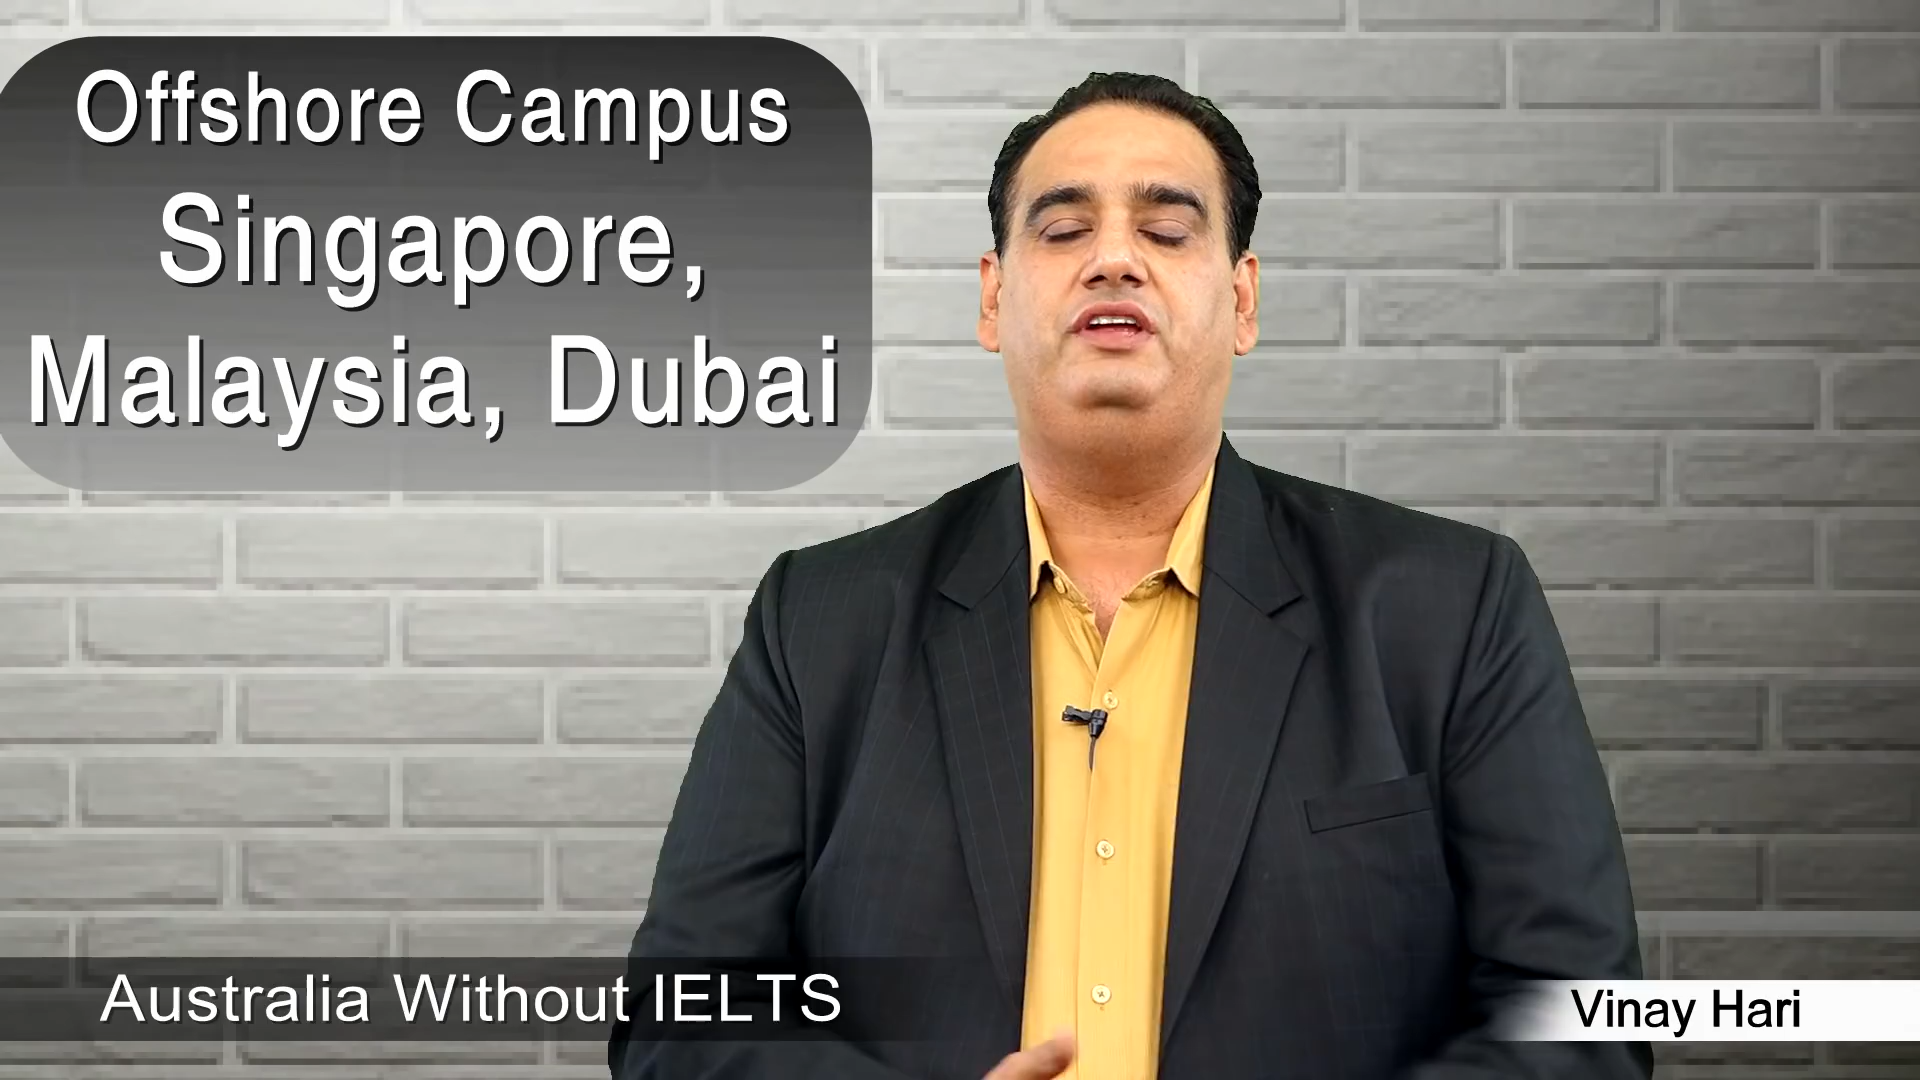 Offshore Campus
Singapore,
Malaysia, Dubai
Australia Without IELTS
Vinay Hari